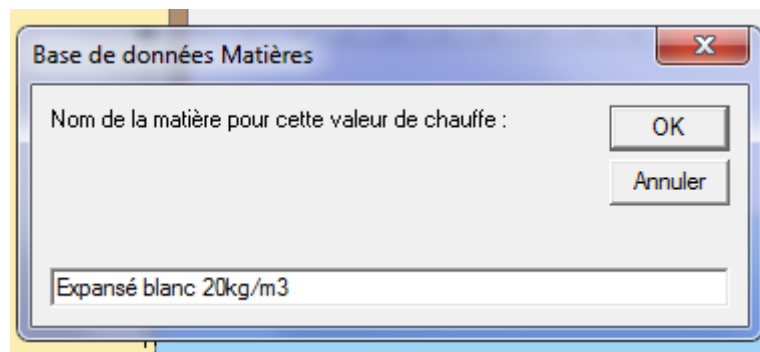 Base de données Matières
Nom de la matière pour cette valeur de chauffe :
OK
Annuler
Expansé blanc 20kg/m3